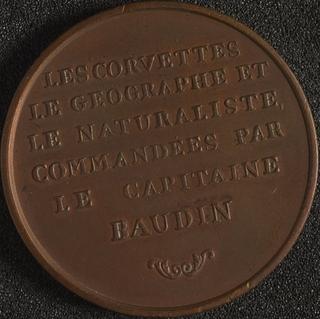 LES CORVETTES
LE GEOGRAPHE ET
LE NATURALISTE,
COMMANDÉES PAR
LE CAPITAINE
BAUDIN